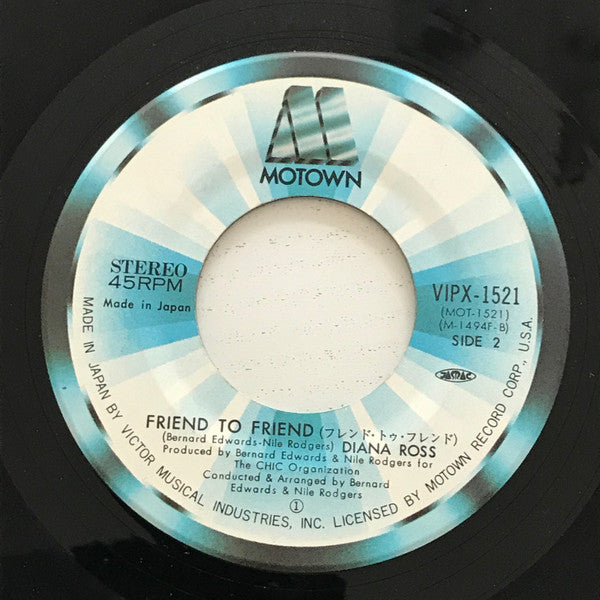 MOTOWN
STEREO
45RPM
Made in Japan
VIPX-1521
(MOT-1521)
(M-1494F-B)
SIDE 2
JASRAC
FRIEND TO FRIEND (フレンド・トゥ・フレンド)
(Bernard Edwards-Nile Rodgers) DIANA ROSS
Produced by Bernard Edwards & Nile Rodgers for
The CHIC Organization
Conducted & Arranged by Bernard
Edwards & Nile Rodgers
①
MADE IN JAPAN BY VICTOR MUSICAL INDUSTRIES, INC. LICENSED BY MOTOWN RECORD CORP., U.S.A.